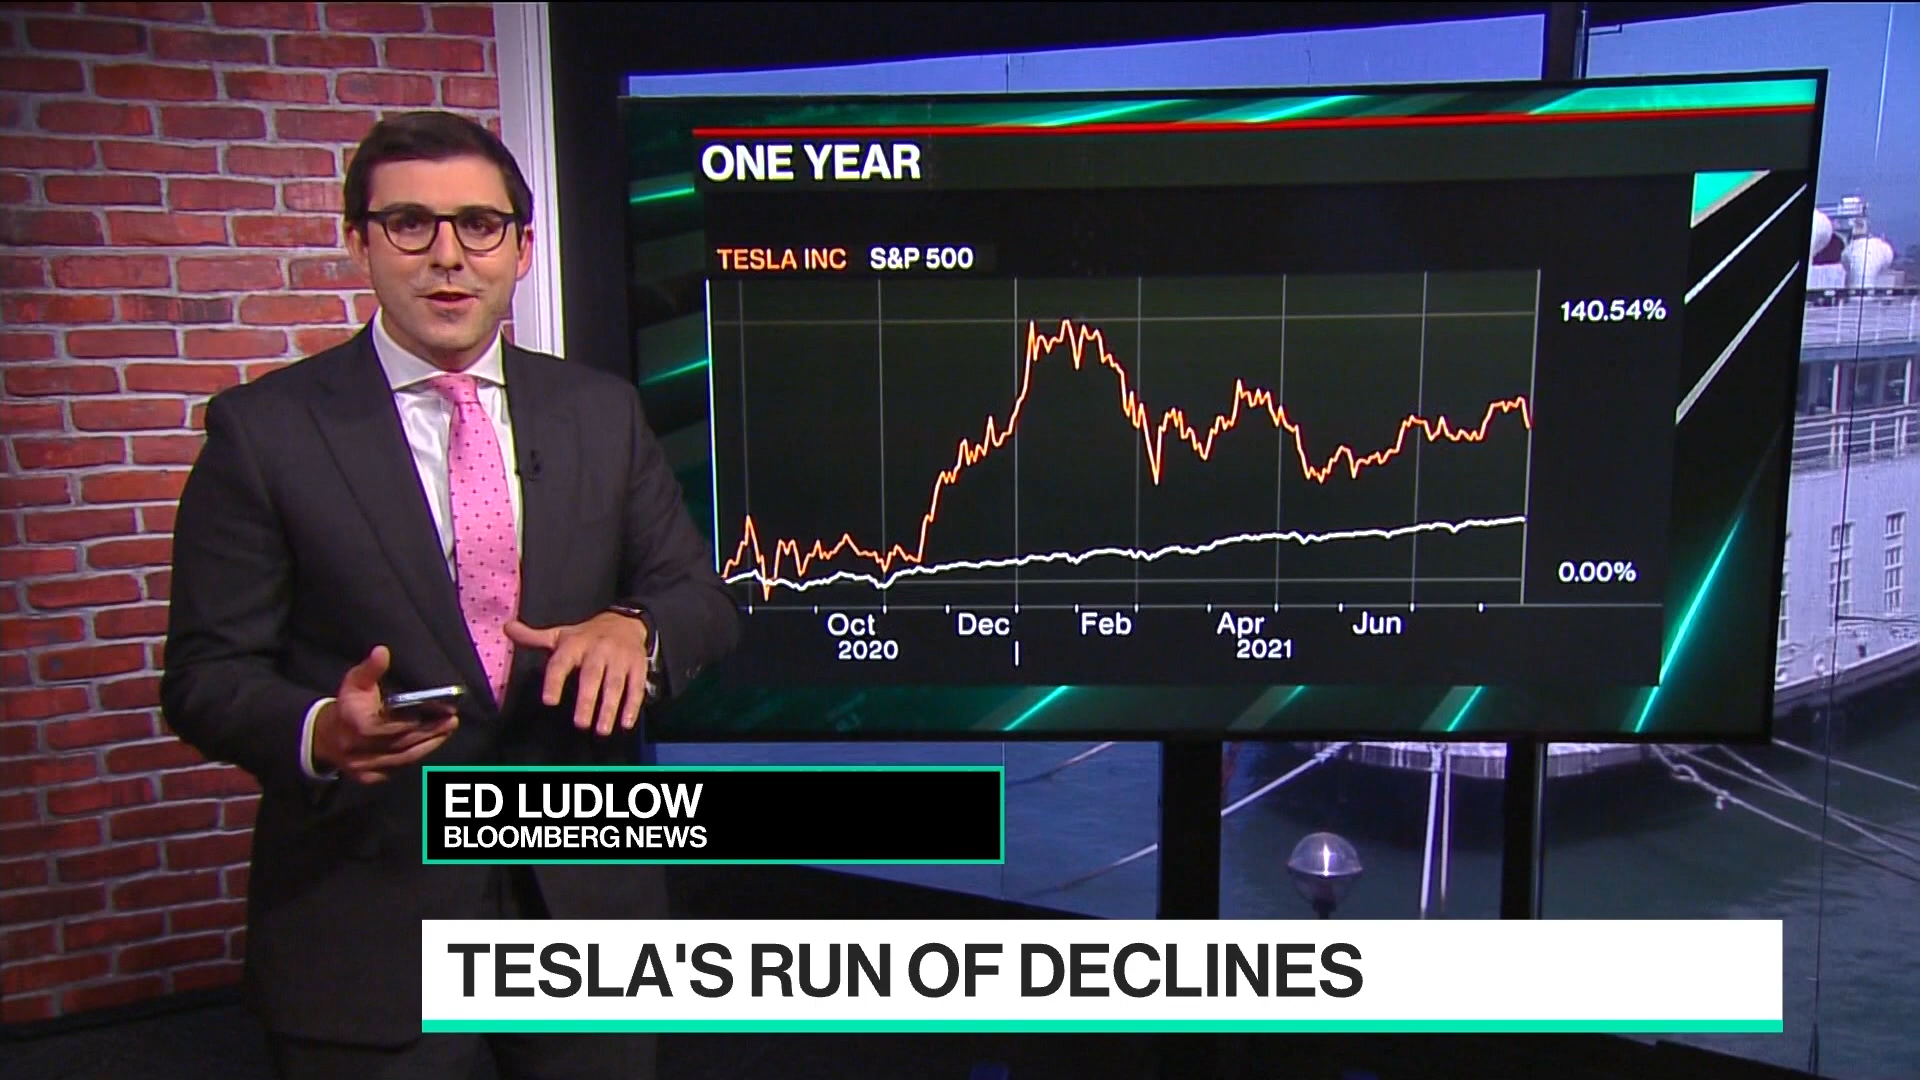 ONE YEAR
TESLA INC S&P 500
140.54%
0.00%
Oct Dec Feb Apr Jun
2020 | 2021
ED LUDLOW
BLOOMBERG NEWS
TESLA'S RUN OF DECLINES